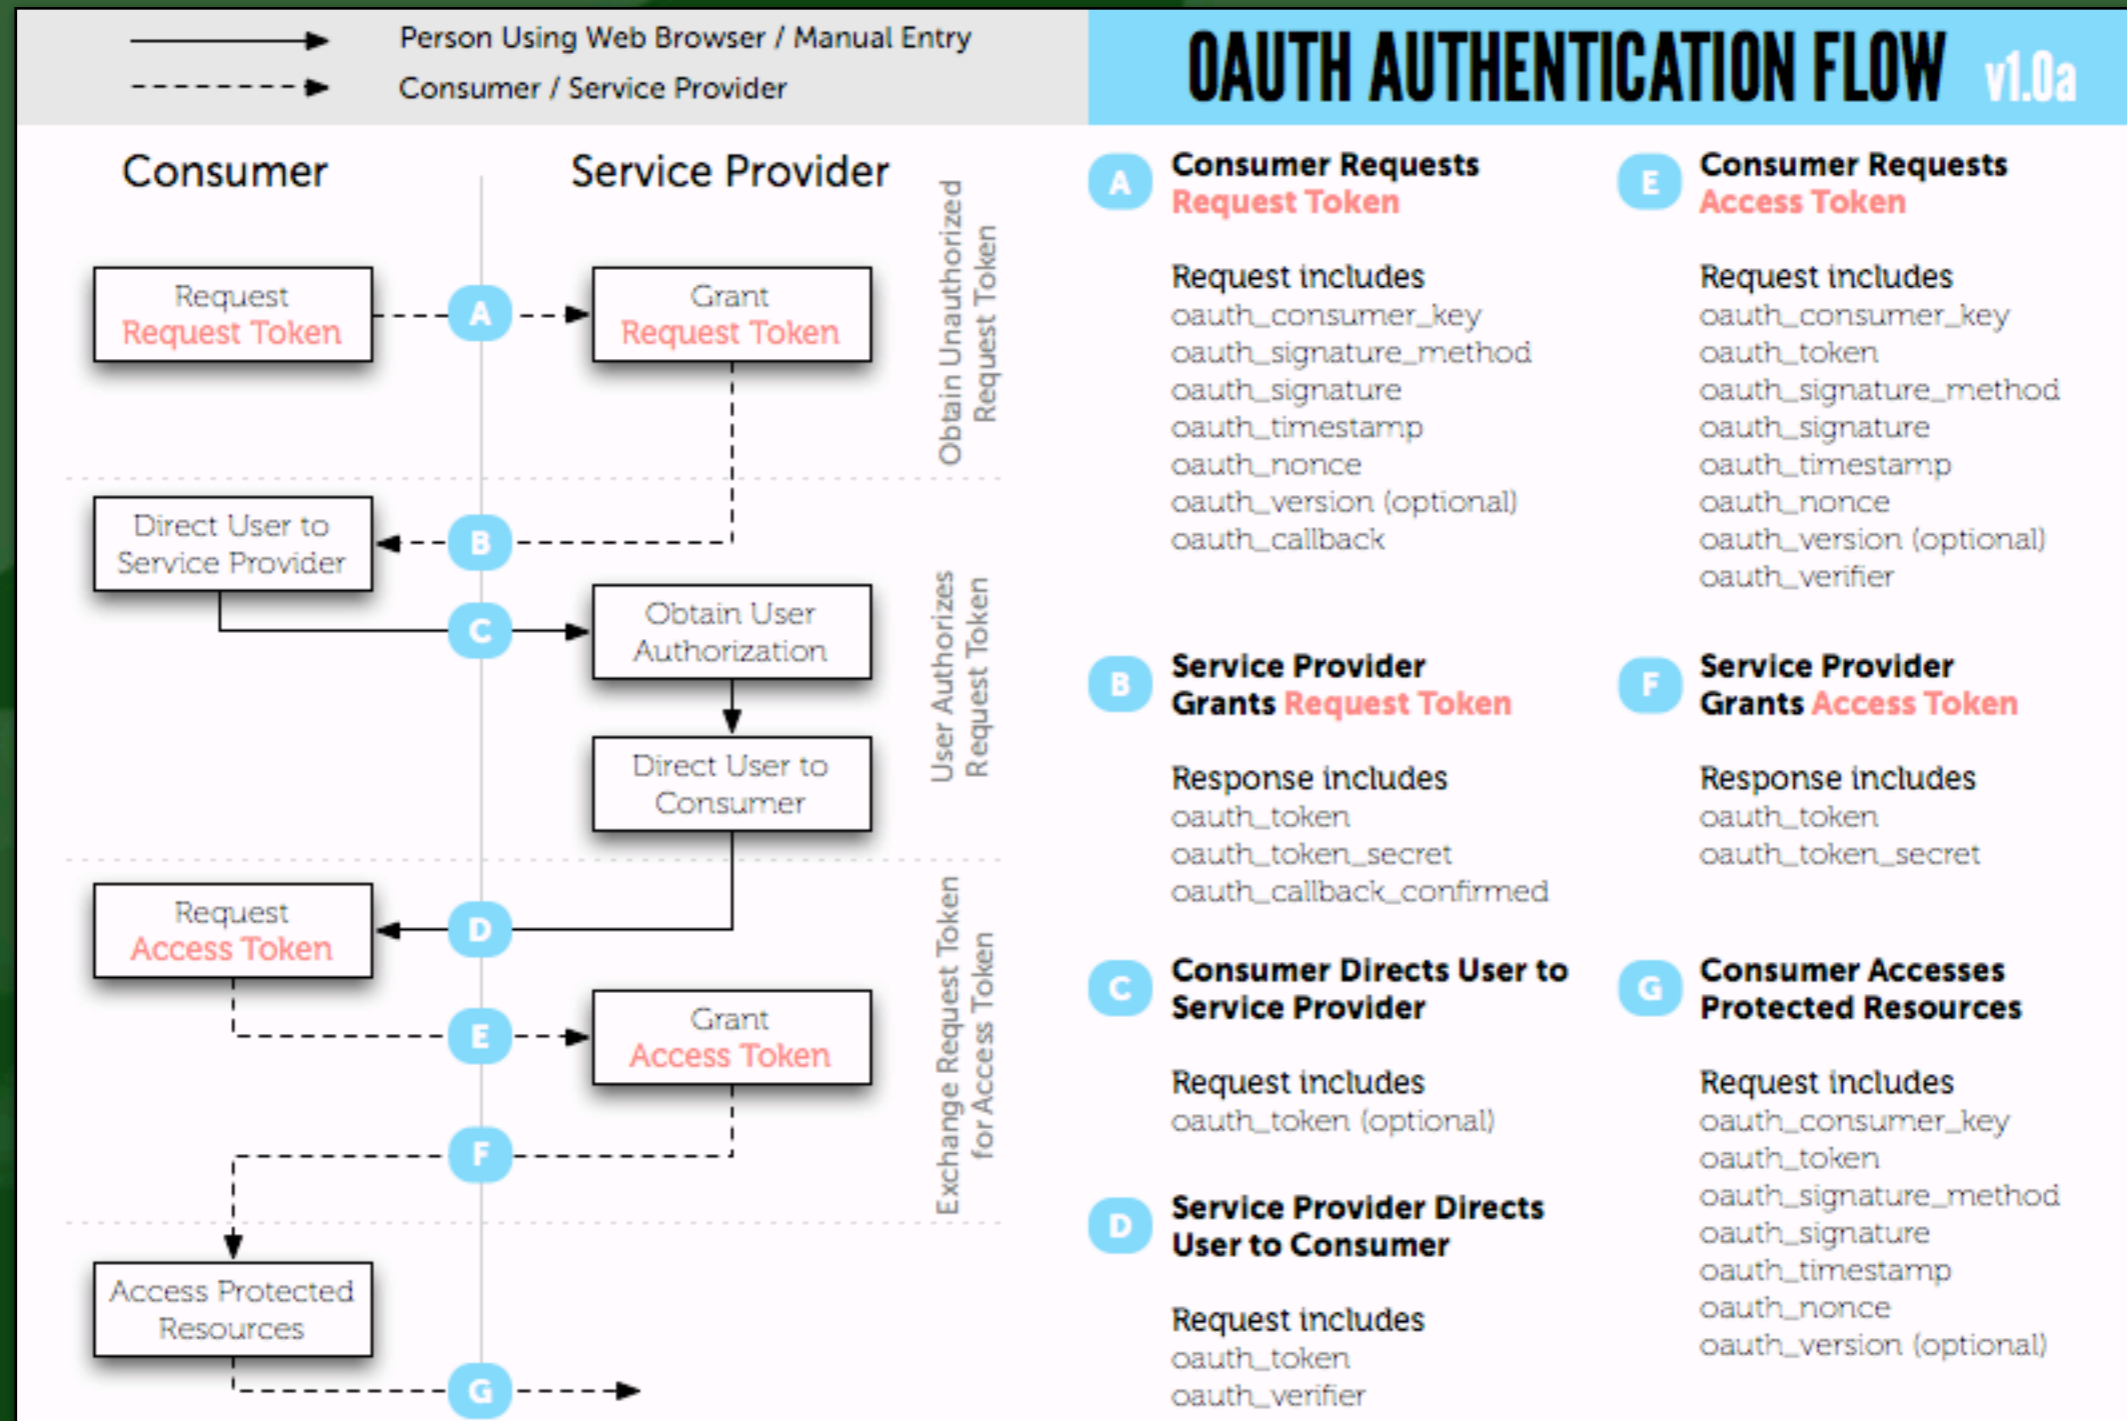 Person Using Web Browser / Manual Entry
Consumer / Service Provider
OAUTH AUTHENTICATION FLOW v1.0a
Consumer
Service Provider
Request
Request Token
A
Grant
Request Token
Obtain Unauthorized
Request Token
Direct User to
Service Provider
B
C
Obtain User
Authorization
Direct User to
Consumer
User Authorizes
Request Token
Request
Access Token
D
E
Grant
Access Token
F
Exchange Request Token
for Access Token
Access Protected
Resources
G
A
Consumer Requests
Request Token
Request includes
oauth_consumer_key
oauth_signature_method
oauth_signature
oauth_timestamp
oauth_nonce
oauth_version (optional)
oauth_callback
B
Service Provider
Grants Request Token
Response includes
oauth_token
oauth_token_secret
oauth_callback_confirmed
C
Consumer Directs User to
Service Provider
Request includes
oauth_token (optional)
D
Service Provider Directs
User to Consumer
Request includes
oauth_token
oauth_verifier
E
Consumer Requests
Access Token
Request includes
oauth_consumer_key
oauth_token
oauth_signature_method
oauth_signature
oauth_timestamp
oauth_nonce
oauth_version (optional)
oauth_verifier
F
Service Provider
Grants Access Token
Response includes
oauth_token
oauth_token_secret
G
Consumer Accesses
Protected Resources
Request includes
oauth_consumer_key
oauth_token
oauth_signature_method
oauth_signature
oauth_timestamp
oauth_nonce
oauth_version (optional)